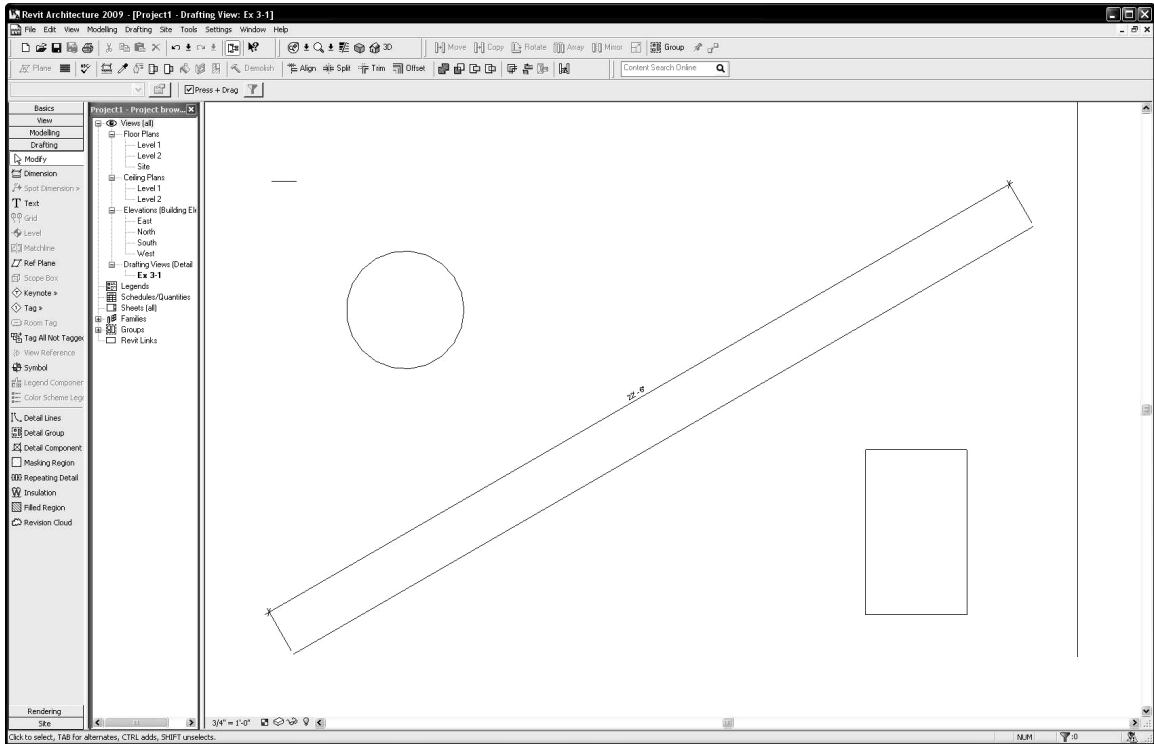 Revit Architecture 2009 - [Project1 - Drafting View: Ex 3-1]
File Edit View Modelling Drafting Site Tools Settings Window Help
3D Move Copy Rotate Array Mirror Group
Plane Demolish Align Split Trim Offset Content Search Online
Press + Drag
Basics
View
Modelling
Drafting
Modify
Dimension
Spot Dimension »
Text
Grid
Level
Matchline
Ref Plane
Scope Box
Keynote »
Tag »
Room Tag
Tag All Not Tagged
View Reference
Symbol
Legend Componer
Color Scheme Lege
Detail Lines
Detail Group
Detail Component
Masking Region
Repeating Detail
Insulation
Filled Region
Revision Cloud
Rendering
Site
Project1 - Project brow...
Views (all)
Floor Plans
Level 1
Level 2
Site
Ceiling Plans
Level 1
Level 2
Elevations (Building Ele
East
North
South
West
Drafting Views (Detail
Ex 3-1
Legends
Schedules/Quantities
Sheets (all)
Families
Groups
Revit Links
22' - 6"
3/4" = 1'-0"
Click to select, TAB for alternates, CTRL adds, SHIFT unselects.
NUM :0